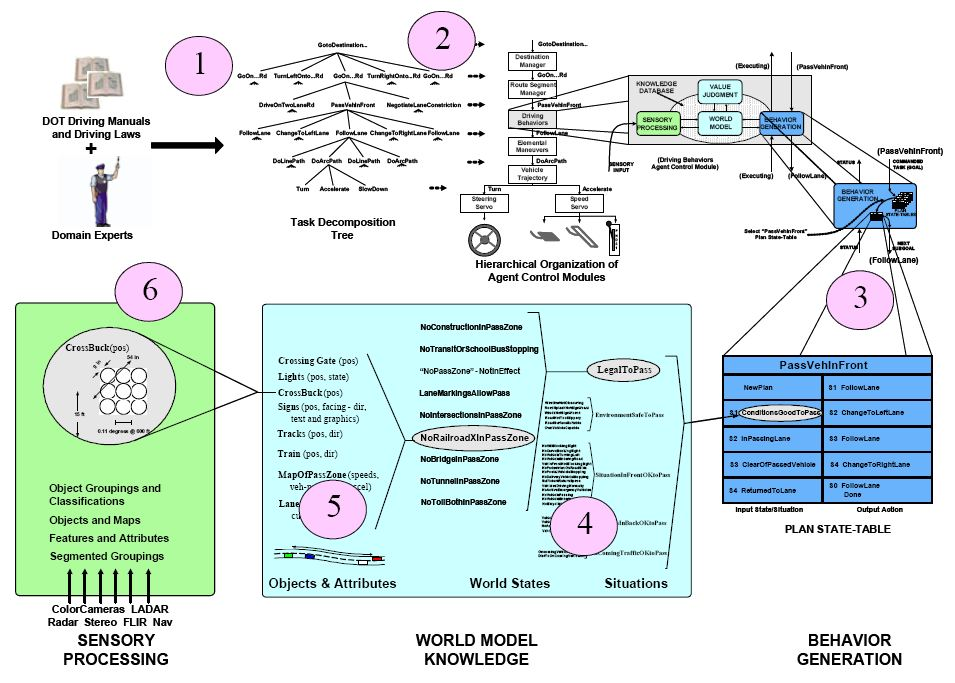 1
2
DOT Driving Manuals
and Driving Laws
+
Domain Experts
GotoDestination...
GoOn...Rd TurnLeftOnto...Rd GoOn...Rd TurnRightOnto...Rd GoOn...Rd
DriveOnTwoLaneRd PassVehInFront NegotiateLaneConstriction
FollowLane ChangeToLeftLane FollowLane ChangeToRightLane FollowLane
DoLinePath DoArcPath DoLinePath DoArcPath
Turn Accelerate SlowDown
Task Decomposition
Tree
GotoDestination...
Destination
Manager
GoOn...Rd
Route Segment
Manager
PassVehInFront
Driving
Behaviors
FollowLane
Elemental
Maneuvers
DoArcPath
Vehicle
Trajectory
Turn
Accelerate
Steering
Servo
Speed
Servo
Hierarchical Organization of
Agent Control Modules
(Executing)
(PassVehInFront)
KNOWLEDGE
DATABASE
VALUE
JUDGMENT
SENSORY
PROCESSING
WORLD
MODEL
BEHAVIOR
GENERATION
SENSORY
INPUT
(Driving Behaviors
Agent Control Module)
(Executing)
(FollowLane)
(PassVehInFront)
STATUS
COMMANDED
TASK (GOAL)
BEHAVIOR
GENERATION
PLAN
STATE-TABLES
Select "PassVehInFront"
Plan State-Table
STATUS
NEXT
SUBGOAL
(FollowLane)
3
PassVehInFront
NewPlan
S1 FollowLane
S1 ConditionsGoodToPass
S2 ChangeToLeftLane
S2 InPassingLane
S3 FollowLane
S3 ClearOfPassedVehicle
S4 ChangeToRightLane
S4 ReturnedToLane
S0 FollowLane
Done
Input State/Situation
Output Action
PLAN STATE-TABLE
6
CrossBuck(pos)
9 in
54 in
15 ft
0.11 degrees @ 600 ft
Object Groupings and
Classifications
Objects and Maps
Features and Attributes
Segmented Groupings
ColorCameras LADAR
Radar Stereo FLIR Nav
SENSORY
PROCESSING
Crossing Gate (pos)
Lights (pos, state)
CrossBuck(pos)
Signs (pos, facing - dir,
text and graphics)
Tracks (pos, dir)
Train (pos, dir)
MapOfPassZone (speeds,
5
Objects & Attributes
NoConstructionInPassZone
NoTransitOrSchoolBusStopping
"NoPassZone" - NotInEffect
LaneMarkingsAllowPass
NoIntersectionsInPassZone
NoRailroadXInPassZone
NoBridgeInPassZone
NoTunnelInPassZone
NoTollBothInPassZone
World States
LegalToPass
EnvironmentSafeToPass
SituationInFrontOKtoPass
4
InBackOKtoPass
ComingTrafficOKtoPass
Situations
WORLD MODEL
KNOWLEDGE
BEHAVIOR
GENERATION